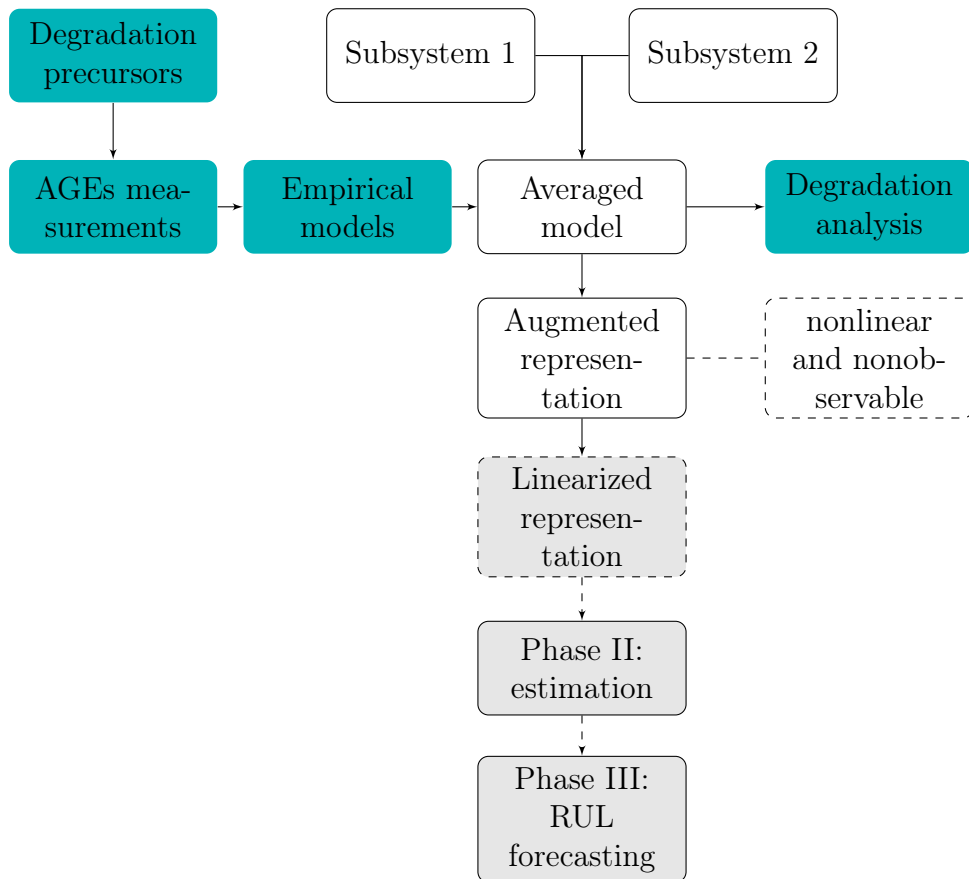 Degradation
precursors
Subsystem 1
Subsystem 2
AGEs mea-
surements
Empirical
models
Averaged
model
Degradation
analysis
Augmented
represen-
tation
nonlinear
and nonob-
servable
Linearized
represen-
tation
Phase II:
estimation
Phase III:
RUL
forecasting